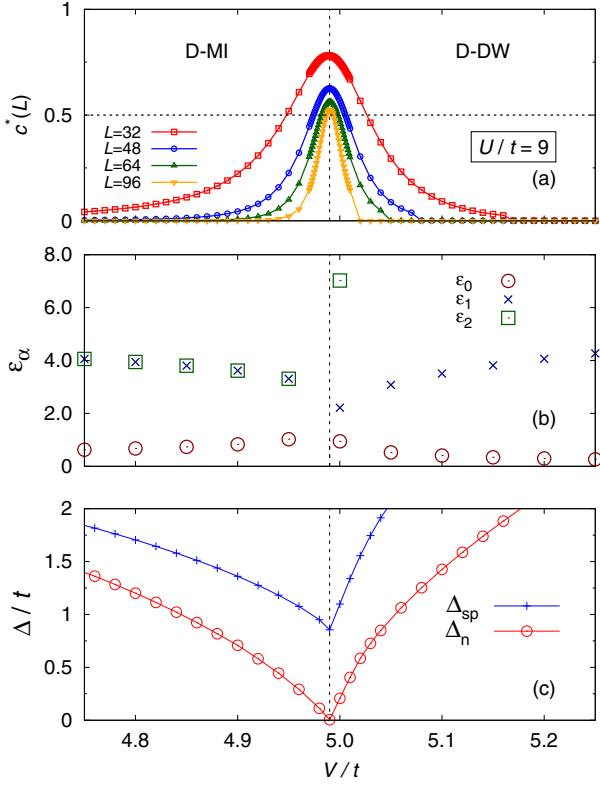 1
D-MI
D-DW
c*(L)
0.5
L=32
L=48
U / t = 9
L=64
L=96
(a)
0
8.0
ε₀
ε₁
6.0
ε₂
εα
4.0
2.0
(b)
0
2
1.5
Δ / t
1
Δsp
Δn
0.5
(c)
0
4.8
4.9
5.0
5.1
5.2
V / t